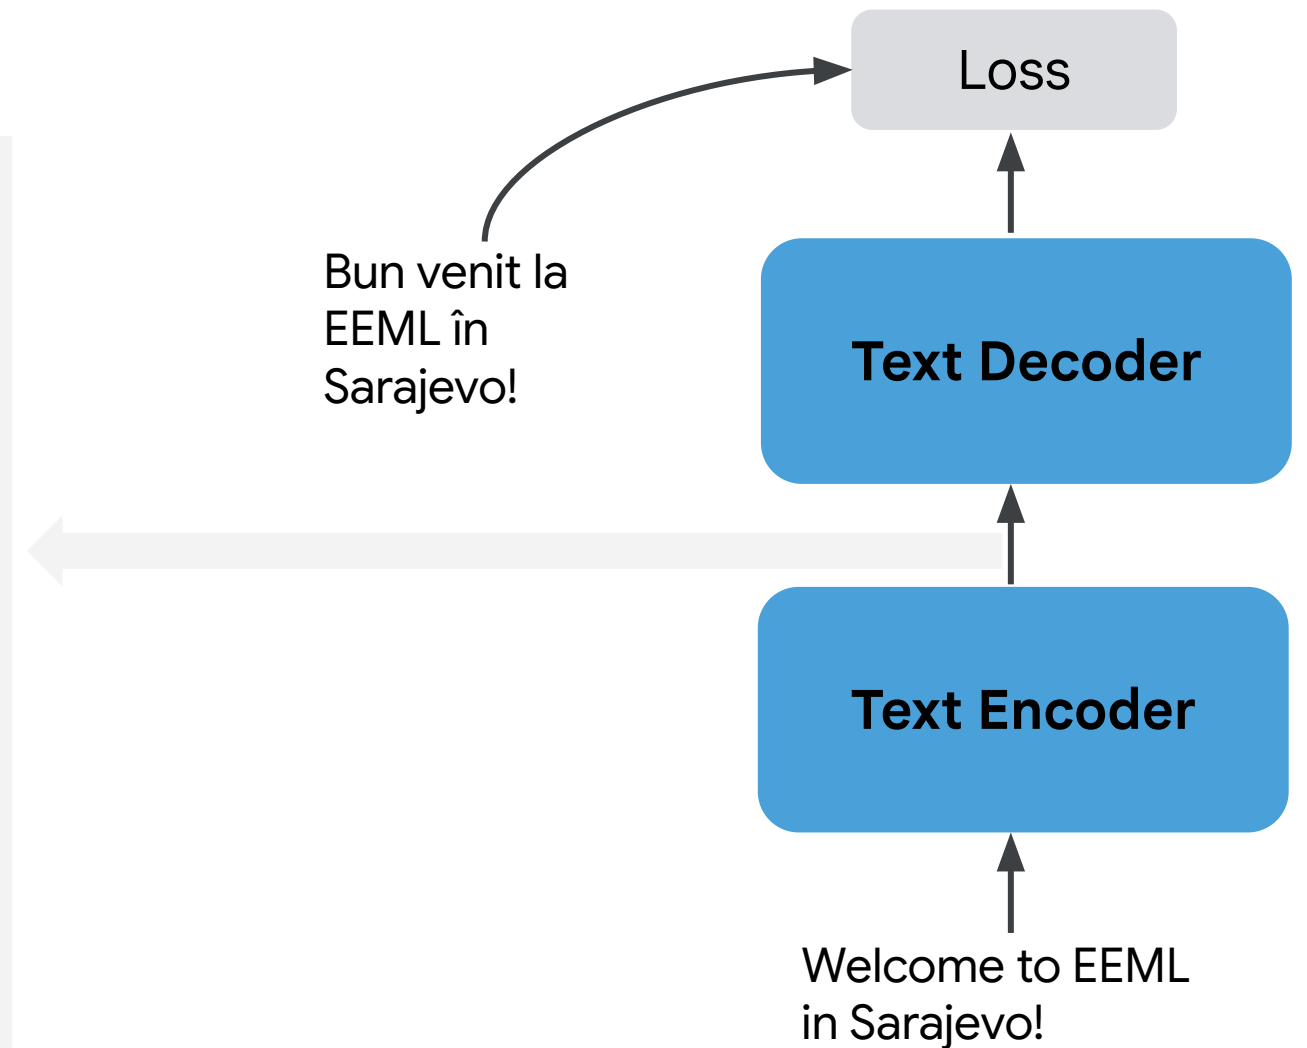 Loss
Bun venit la
EEML în
Sarajevo!
Text Decoder
Text Encoder
Welcome to EEML
in Sarajevo!